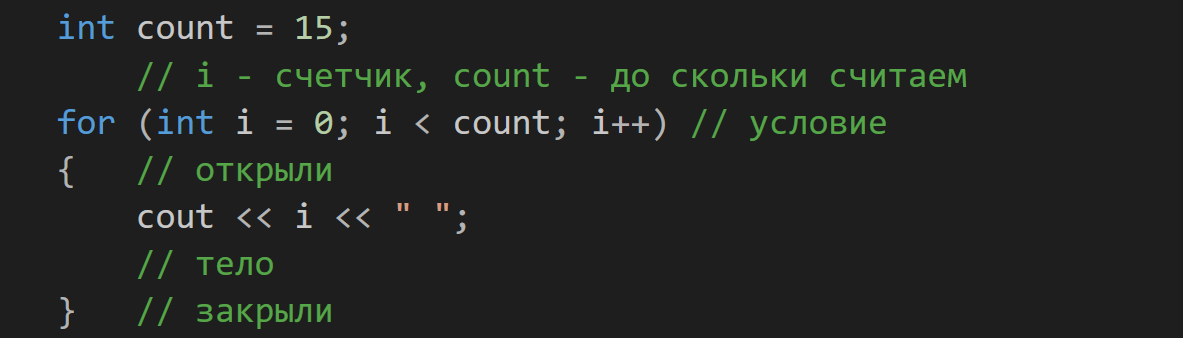 int count = 15;
// i - счетчик, count - до скольки считаем
for (int i = 0; i < count; i++) // условие
{ // открыли
cout << i << " ";
// тело
} // закрыли